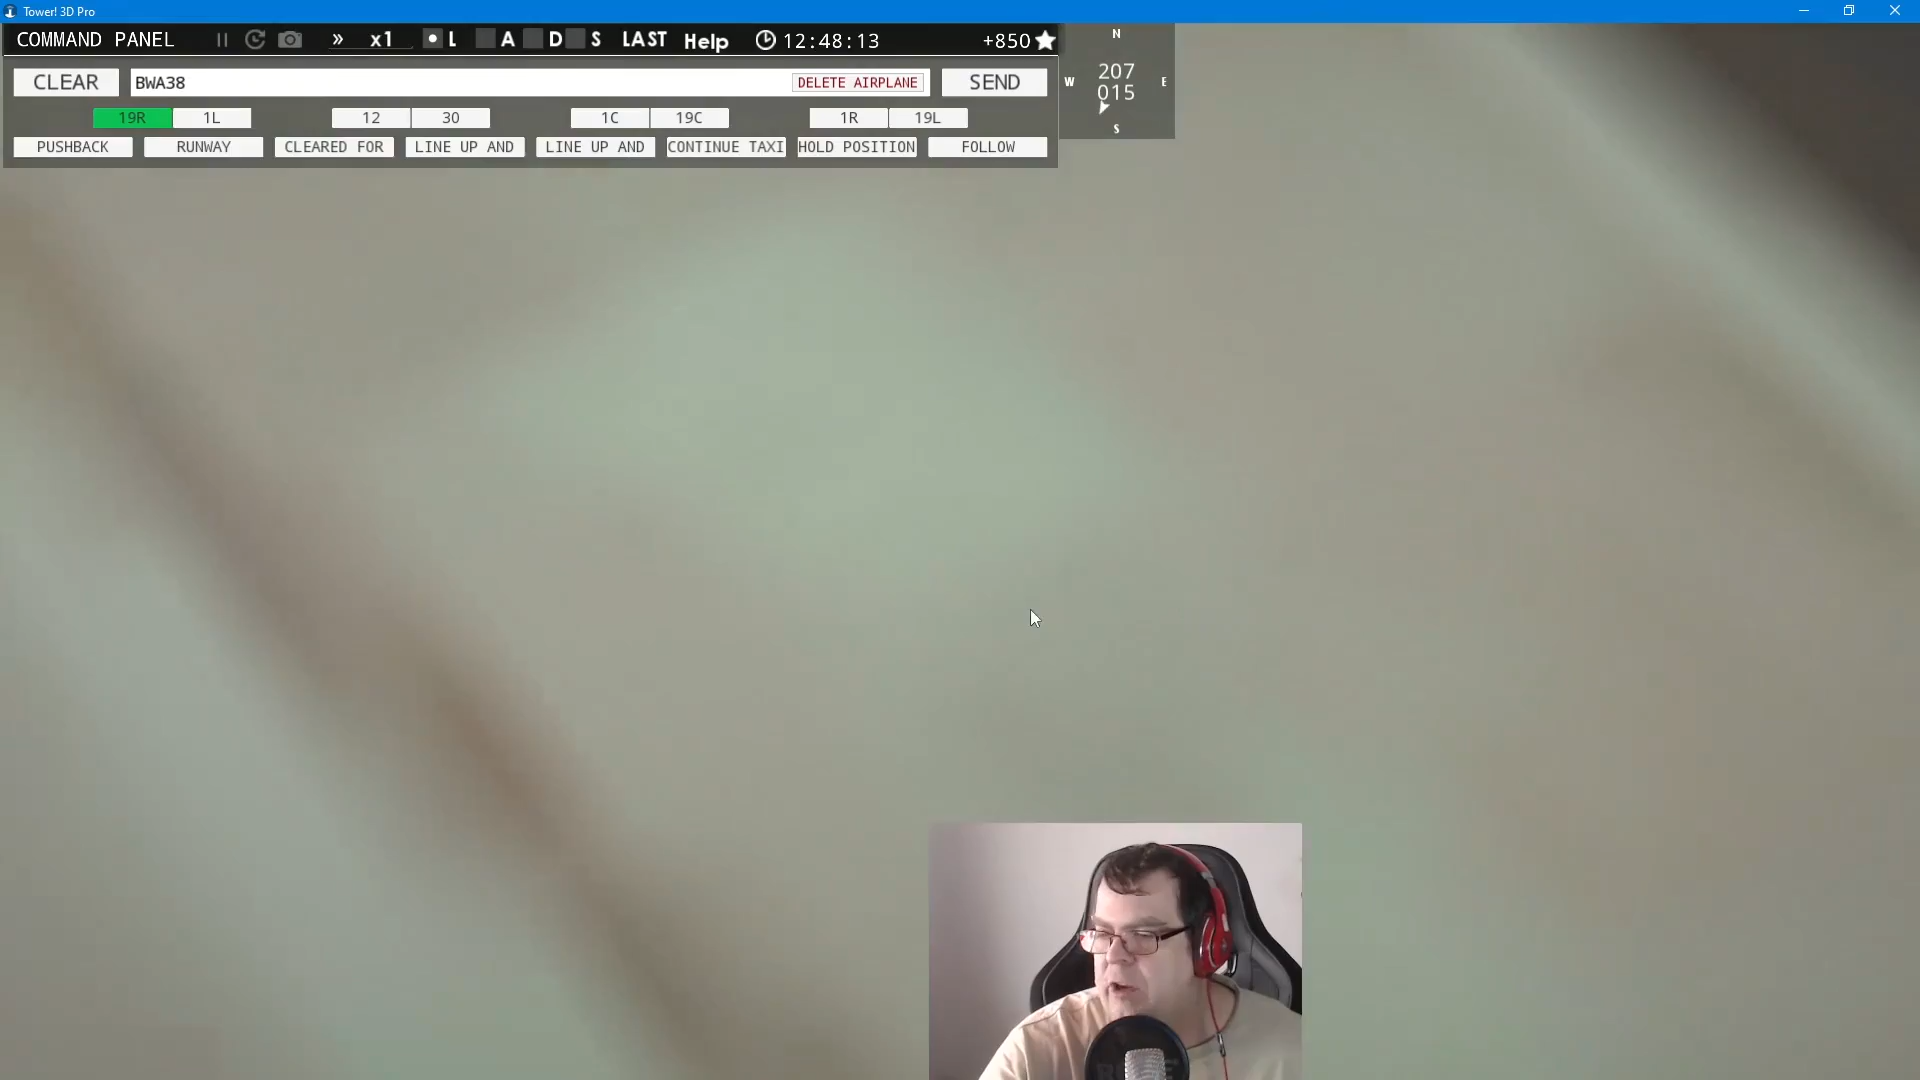 Tower! 3D Pro
COMMAND PANEL » x1 L A D S LAST Help 12:48:13 +850
CLEAR BWA38 DELETE AIRPLANE SEND
19R 1L 12 30 1C 19C 1R 19L
PUSHBACK RUNWAY CLEARED FOR LINE UP AND LINE UP AND CONTINUE TAXI HOLD POSITION FOLLOW
N
W 207 E
015
S